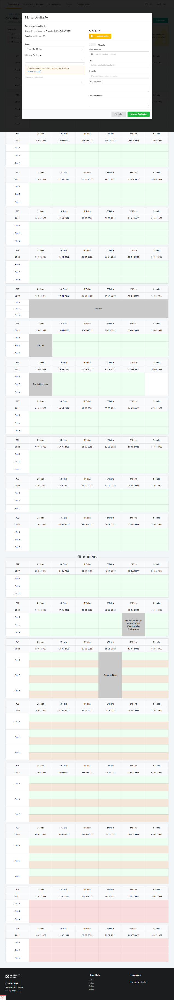 Calendários Unidades Curriculares UCs Agrupadas Cursos Configurações
Marcar Avaliação
Detalhes da avaliação
Curso: Licenciatura em Engenharia Mecânica (9123)
03-03-2022
Ano Curricular: Ano 2
Alterar data
Época
Época Periódica
Na aula
Hora de início
Hora de início (opcional)
Unidade Curricular
Sala
Sala da avaliação (opcional)
Existem Unidades Curriculares sem métodos definidos.
Preencha aqui
Duração
Duração em minutos (opcional)
Elemento de Avaliação
Observações PT
Observações EN
Cancelar
Marcar Avaliação
#11 2ª Feira 3ª Feira 4ª Feira 5ª Feira 6ª Feira Sábado
2022 14-03-2022 15-03-2022 16-03-2022 17-03-2022 18-03-2022 19-03-2022
Ano 1
Ano 2
Ano 3
#12 2ª Feira 3ª Feira 4ª Feira 5ª Feira 6ª Feira Sábado
2022 21-03-2022 22-03-2022 23-03-2022 24-03-2022 25-03-2022 26-03-2022
Ano 1
Ano 2
Ano 3
#13 2ª Feira 3ª Feira 4ª Feira 5ª Feira 6ª Feira Sábado
2022 28-03-2022 29-03-2022 30-03-2022 31-03-2022 01-04-2022 02-04-2022
Ano 1
Ano 2
Ano 3
#14 2ª Feira 3ª Feira 4ª Feira 5ª Feira 6ª Feira Sábado
2022 04-04-2022 05-04-2022 06-04-2022 07-04-2022 08-04-2022 09-04-2022
Ano 1
Ano 2
Ano 3
#15 2ª Feira 3ª Feira 4ª Feira 5ª Feira 6ª Feira Sábado
2022 11-04-2022 12-04-2022 13-04-2022 14-04-2022 15-04-2022 16-04-2022
Ano 1
Ano 2 Páscoa
Ano 3
#16 2ª Feira 3ª Feira 4ª Feira 5ª Feira 6ª Feira Sábado
2022 18-04-2022 19-04-2022 20-04-2022 21-04-2022 22-04-2022 23-04-2022
Ano 1
Ano 2 Páscoa
Ano 3
#17 2ª Feira 3ª Feira 4ª Feira 5ª Feira 6ª Feira Sábado
2022 25-04-2022 26-04-2022 27-04-2022 28-04-2022 29-04-2022 30-04-2022
Ano 1
Ano 2 Dia da Liberdade
Ano 3
#18 2ª Feira 3ª Feira 4ª Feira 5ª Feira 6ª Feira Sábado
2022 02-05-2022 03-05-2022 04-05-2022 05-05-2022 06-05-2022 07-05-2022
Ano 1
Ano 2
Ano 3
#19 2ª Feira 3ª Feira 4ª Feira 5ª Feira 6ª Feira Sábado
2022 09-05-2022 10-05-2022 11-05-2022 12-05-2022 13-05-2022 14-05-2022
Ano 1
Ano 2
Ano 3
#20 2ª Feira 3ª Feira 4ª Feira 5ª Feira 6ª Feira Sábado
2022 16-05-2022 17-05-2022 18-05-2022 19-05-2022 20-05-2022 21-05-2022
Ano 1
Ano 2
Ano 3
#21 2ª Feira 3ª Feira 4ª Feira 5ª Feira 6ª Feira Sábado
2022 23-05-2022 24-05-2022 25-05-2022 26-05-2022 27-05-2022 28-05-2022
Ano 1
Ano 2
Ano 3
10ª SEMANA
#22 2ª Feira 3ª Feira 4ª Feira 5ª Feira 6ª Feira Sábado
2022 30-05-2022 31-05-2022 01-06-2022 02-06-2022 03-06-2022 04-06-2022
Ano 1
Ano 2
Ano 3
#23 2ª Feira 3ª Feira 4ª Feira 5ª Feira 6ª Feira Sábado
2022 06-06-2022 07-06-2022 08-06-2022 09-06-2022 10-06-2022 11-06-2022
Ano 1
Ano 2
Ano 3
Dia de Camões, de
Portugal e das
Comunidades
Portuguesas
#24 2ª Feira 3ª Feira 4ª Feira 5ª Feira 6ª Feira Sábado
2022 13-06-2022 14-06-2022 15-06-2022 16-06-2022 17-06-2022 18-06-2022
Ano 1
Ano 2 Corpo de Deus
Ano 3
#25 2ª Feira 3ª Feira 4ª Feira 5ª Feira 6ª Feira Sábado
2022 20-06-2022 21-06-2022 22-06-2022 23-06-2022 24-06-2022 25-06-2022
Ano 1
Ano 2
Ano 3
#26 2ª Feira 3ª Feira 4ª Feira 5ª Feira 6ª Feira Sábado
2022 27-06-2022 28-06-2022 29-06-2022 30-06-2022 01-07-2022 02-07-2022
Ano 1
Ano 2
Ano 3
#27 2ª Feira 3ª Feira 4ª Feira 5ª Feira 6ª Feira Sábado
2022 04-07-2022 05-07-2022 06-07-2022 07-07-2022 08-07-2022 09-07-2022
Ano 1
Ano 2
Ano 3
#28 2ª Feira 3ª Feira 4ª Feira 5ª Feira 6ª Feira Sábado
2022 11-07-2022 12-07-2022 13-07-2022 14-07-2022 15-07-2022 16-07-2022
Ano 1
Ano 2
Ano 3
#29 2ª Feira 3ª Feira 4ª Feira 5ª Feira 6ª Feira Sábado
2022 18-07-2022 19-07-2022 20-07-2022 21-07-2022 22-07-2022 23-07-2022
Ano 1
Ano 2
Ano 3
POLITÉCNICO
DE LEIRIA
CONTACTOS
Links Úteis
Sobre
Sobre
Sobre
Sobre
Linguagem
Português English